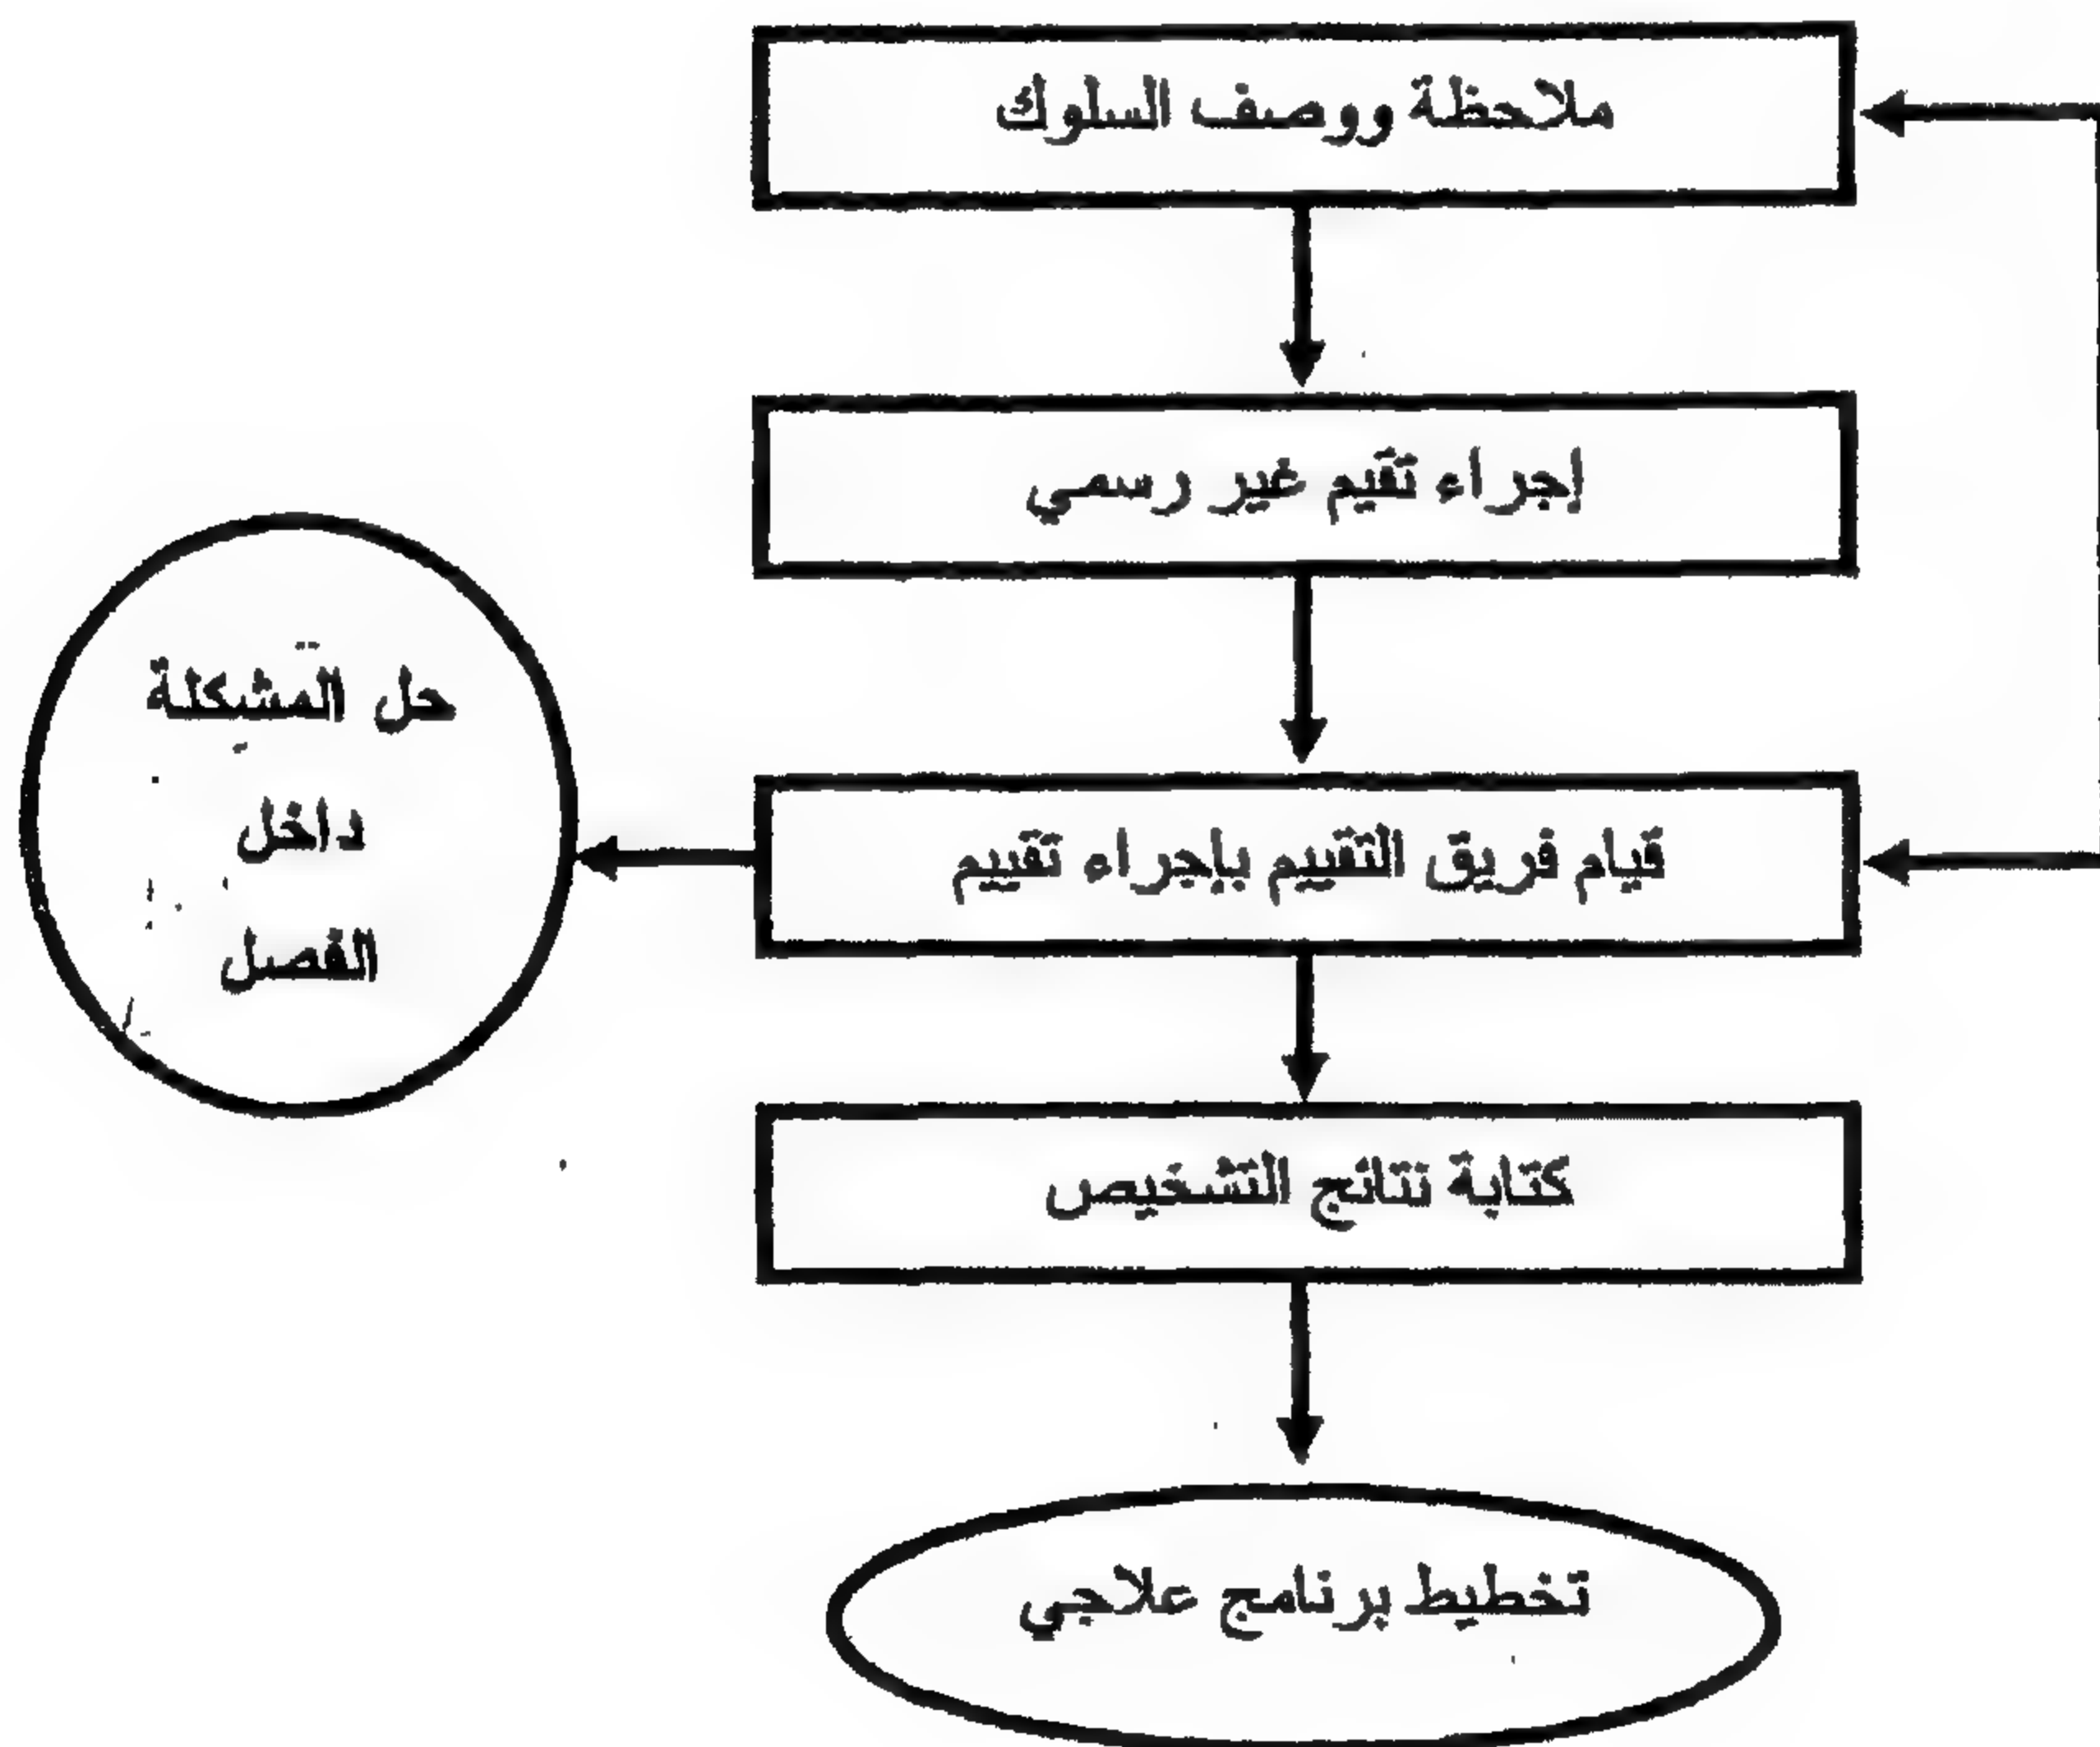 ملاحظة ووصف السلوك
إجراء تقيم غير رسمي
قيام فريق التقييم بإجراء تقييم
حل المشكلة
داخل
الفصل
كتابة نتائج التشخيص
تخطيط برنامج علاجي